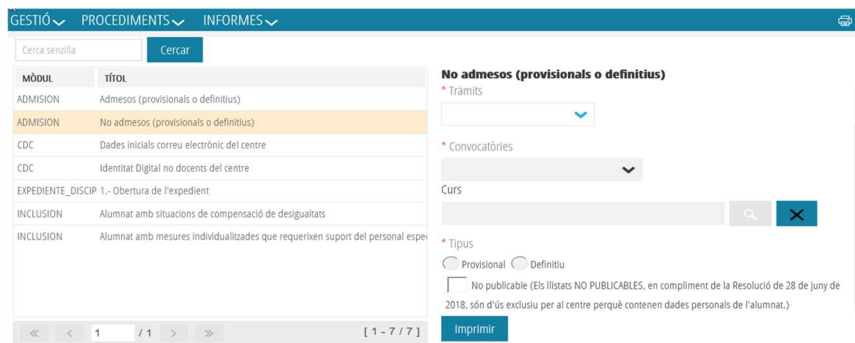 GESTIÓ PROCEDIMENTS INFORMES
Cerca senzilla Cercar
MÒDUL TÍTOL
ADMISION Admesos (provisionals o definitius)
ADMISION No admesos (provisionals o definitius)
CDC Dades inicials correu electrònic del centre
CDC Identitat Digital no docents del centre
EXPEDIENTE_DISCIP 1.- Obertura de l'expedient
INCLUSION Alumnat amb situacions de compensació de desigualtats
INCLUSION Alumnat amb mesures individualitzades que requerixen suport del personal espe
« < 1 / 1 > » [ 1 - 7 / 7 ]
No admesos (provisionals o definitius)
* Tràmits
* Convocatòries
Curs
* Tipus
Provisional Definitiu
No publicable (Els llistats NO PUBLICABLES, en compliment de la Resolució de 28 de juny de
2018, són d'ús exclusiu per al centre perquè contenen dades personals de l'alumnat.)
Imprimir